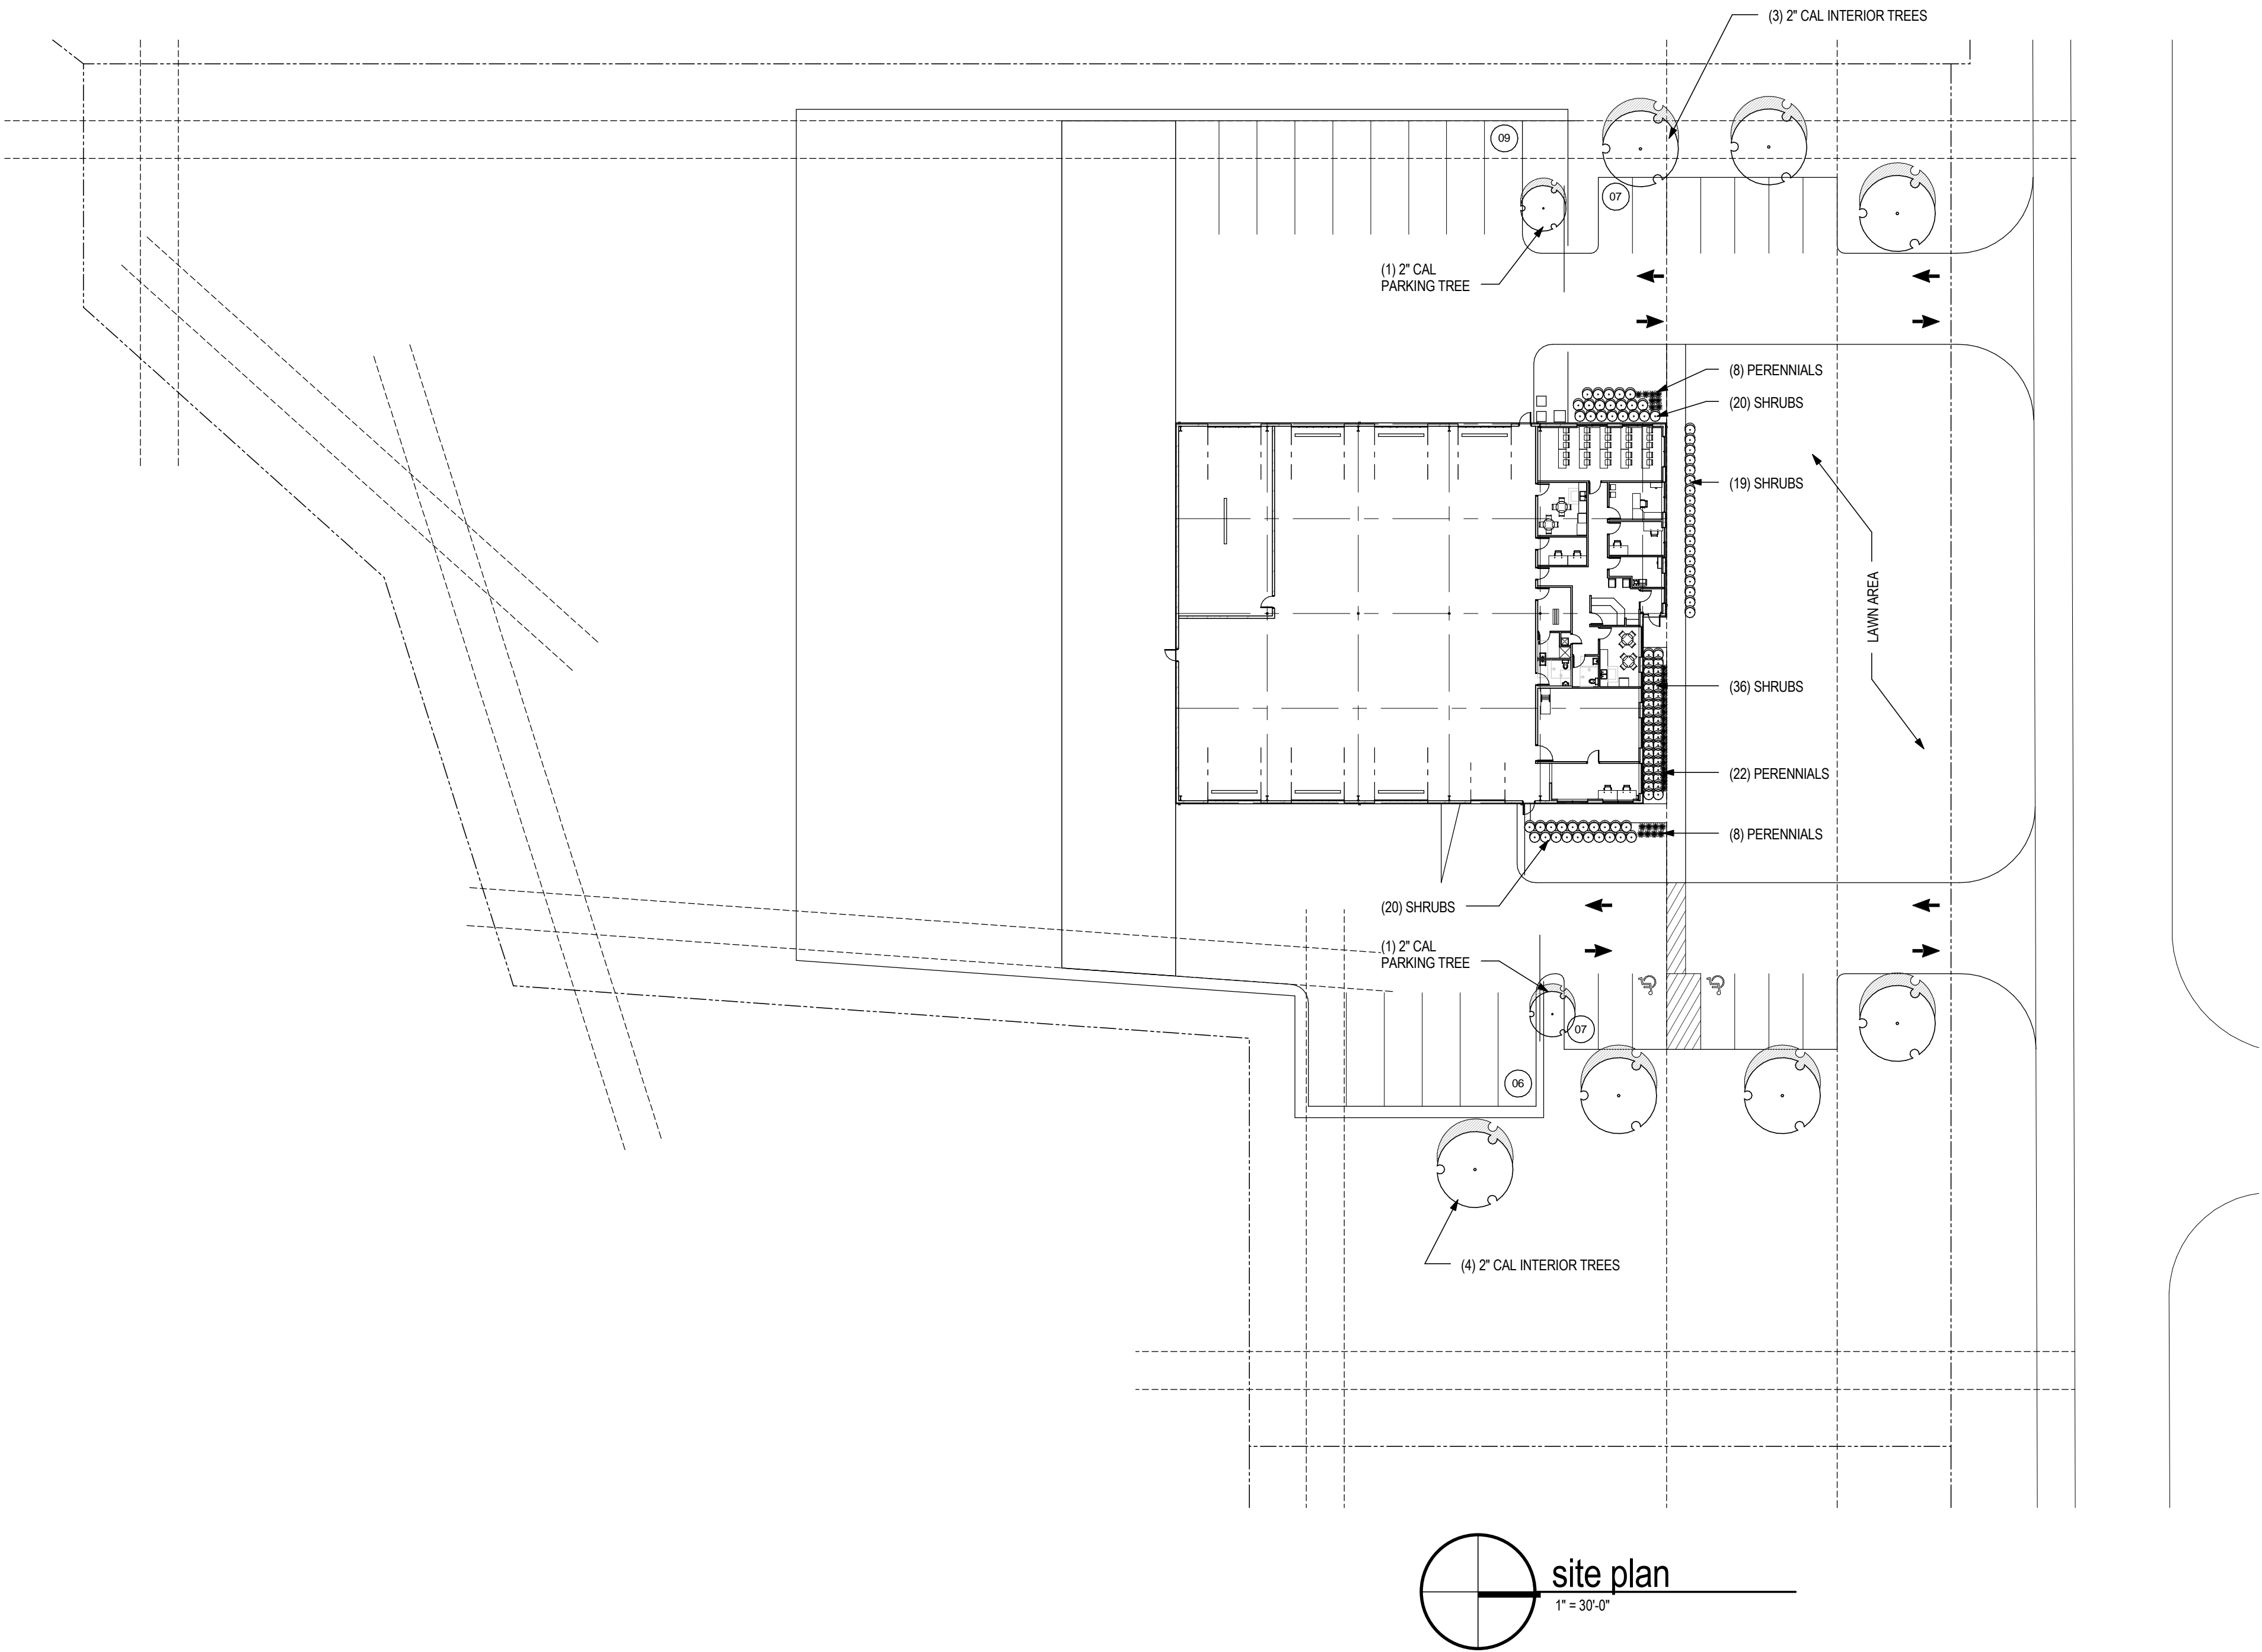 (3) 2" CAL INTERIOR TREES
09
07
(1) 2" CAL
PARKING TREE
(8) PERENNIALS
(20) SHRUBS
(19) SHRUBS
LAWN AREA
(36) SHRUBS
(22) PERENNIALS
(8) PERENNIALS
(20) SHRUBS
(1) 2" CAL
PARKING TREE
07
06
(4) 2" CAL INTERIOR TREES
site plan
1" = 30'-0"